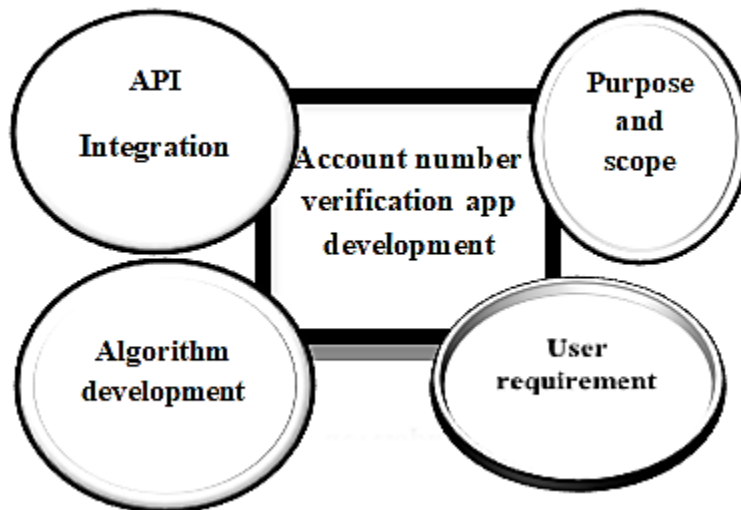 API
Integration
Purpose
and
scope
Account number
verification app
development
Algorithm
development
User
requirement